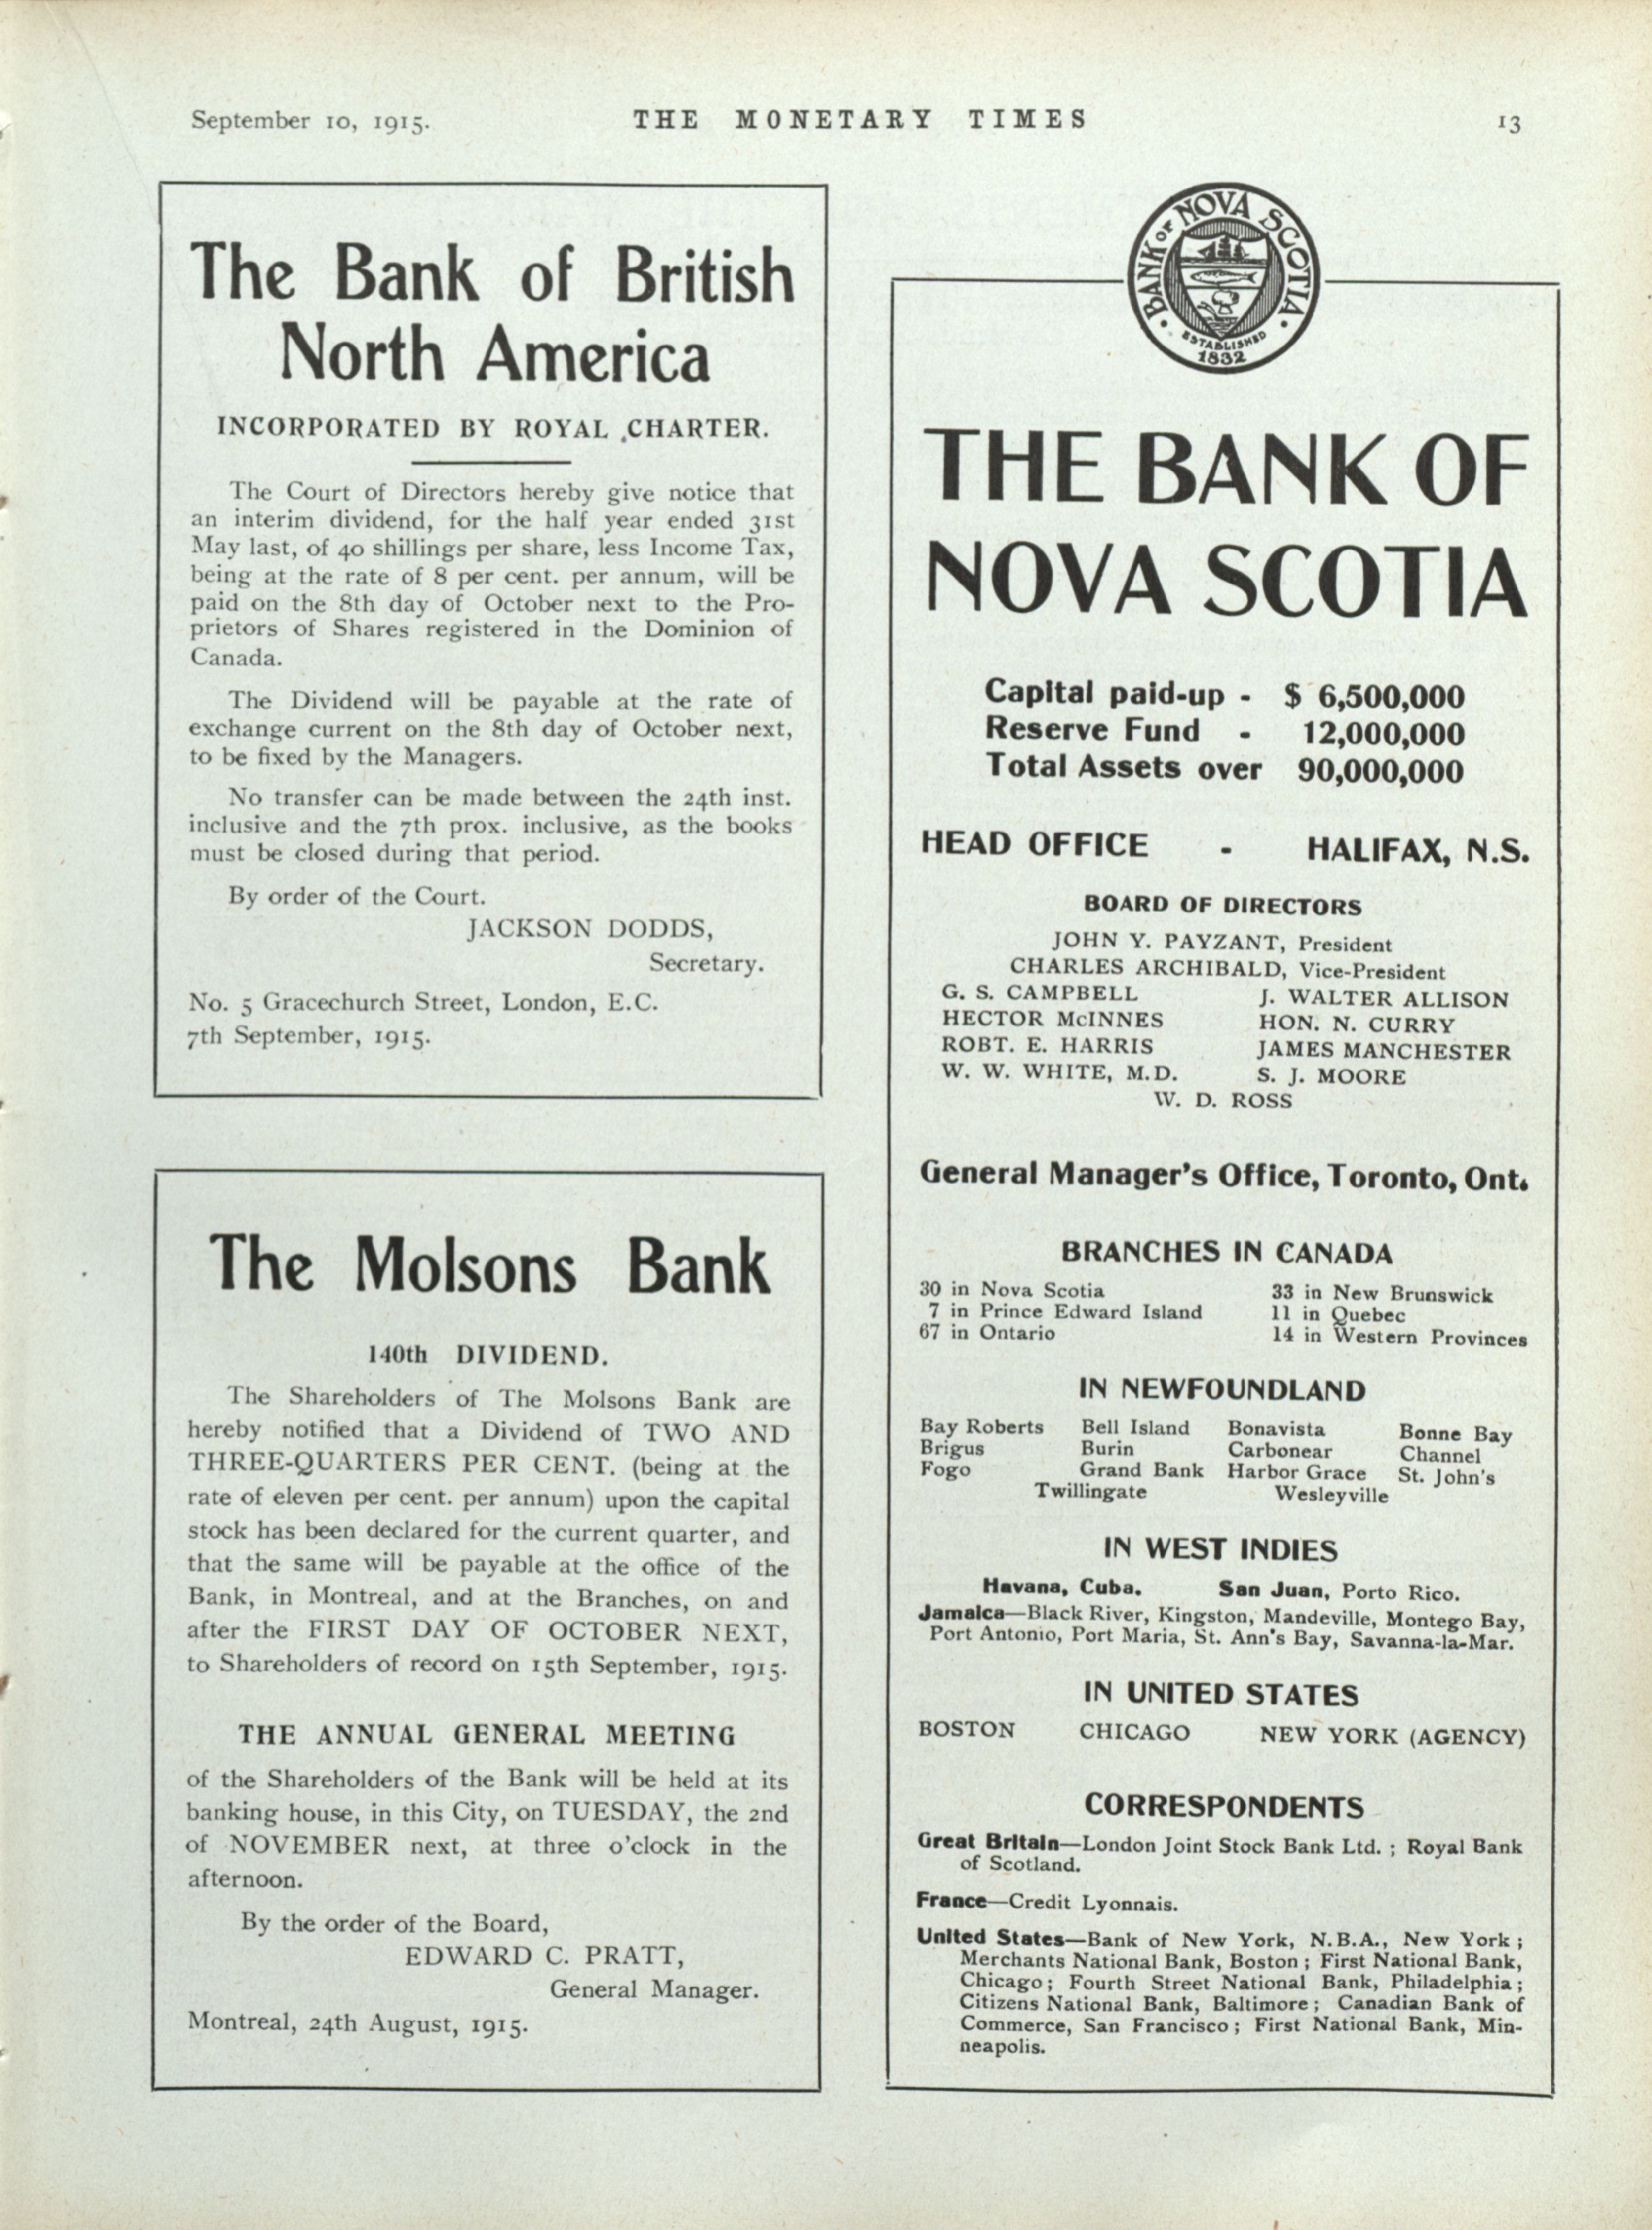 September 10, 1915.
THE MONETARY TIMES
13
The Bank of British
North America
INCORPORATED BY ROYAL CHARTER.
The Court of Directors hereby give notice that
an interim dividend, for the half year ended 31st
May last, of 40 shillings per share, less Income Tax,
being at the rate of 8 per cent. per annum, will be
paid on the 8th day of October next to the Pro-
prietors of Shares registered in the Dominion of
Canada.
The Dividend will be payable at the rate of
exchange current on the 8th day of October next,
to be fixed by the Managers.
No transfer can be made between the 24th inst.
inclusive and the 7th prox. inclusive, as the books
must be closed during that period.
By order of the Court.
JACKSON DODDS,
Secretary.
No. 5 Gracechurch Street, London, E.C.
7th September, 1915.
The Molsons Bank
140th DIVIDEND.
The Shareholders of The Molsons Bank are
hereby notified that a Dividend of TWO AND
THREE-QUARTERS PER CENT. (being at the
rate of eleven per cent. per annum) upon the capital
stock has been declared for the current quarter, and
that the same will be payable at the office of the
Bank, in Montreal, and at the Branches, on and
after the FIRST DAY OF OCTOBER NEXT,
to Shareholders of record on 15th September, 1915.
THE ANNUAL GENERAL MEETING
of the Shareholders of the Bank will be held at its
banking house, in this City, on TUESDAY, the 2nd
of NOVEMBER next, at three o'clock in the
afternoon.
By the order of the Board,
EDWARD C. PRATT,
General Manager.
Montreal, 24th August, 1915.
BANK OF NOVA SCOTIA
ESTABLISHED
1832
THE BANK OF
NOVA SCOTIA
Capital paid-up - $ 6,500,000
Reserve Fund - 12,000,000
Total Assets over 90,000,000
HEAD OFFICE - HALIFAX, N.S.
BOARD OF DIRECTORS
JOHN Y. PAYZANT, President
CHARLES ARCHIBALD, Vice-President
G. S. CAMPBELL J. WALTER ALLISON
HECTOR McINNES HON. N. CURRY
ROBT. E. HARRIS JAMES MANCHESTER
W. W. WHITE, M.D. S. J. MOORE
W. D. ROSS
General Manager's Office, Toronto, Ont.
BRANCHES IN CANADA
30 in Nova Scotia 33 in New Brunswick
7 in Prince Edward Island 11 in Quebec
67 in Ontario 14 in Western Provinces
IN NEWFOUNDLAND
Bay Roberts Bell Island Bonavista Bonne Bay
Brigus Burin Carbonear Channel
Fogo Grand Bank Harbor Grace St. John's
Twillingate Wesleyville
IN WEST INDIES
Havana, Cuba. San Juan, Porto Rico.
Jamaica—Black River, Kingston, Mandeville, Montego Bay,
Port Antonio, Port Maria, St. Ann's Bay, Savanna-la-Mar.
IN UNITED STATES
BOSTON CHICAGO NEW YORK (AGENCY)
CORRESPONDENTS
Great Britain—London Joint Stock Bank Ltd. ; Royal Bank
of Scotland.
France—Credit Lyonnais.
United States—Bank of New York, N.B.A., New York ;
Merchants National Bank, Boston ; First National Bank,
Chicago ; Fourth Street National Bank, Philadelphia ;
Citizens National Bank, Baltimore ; Canadian Bank of
Commerce, San Francisco ; First National Bank, Min-
neapolis.